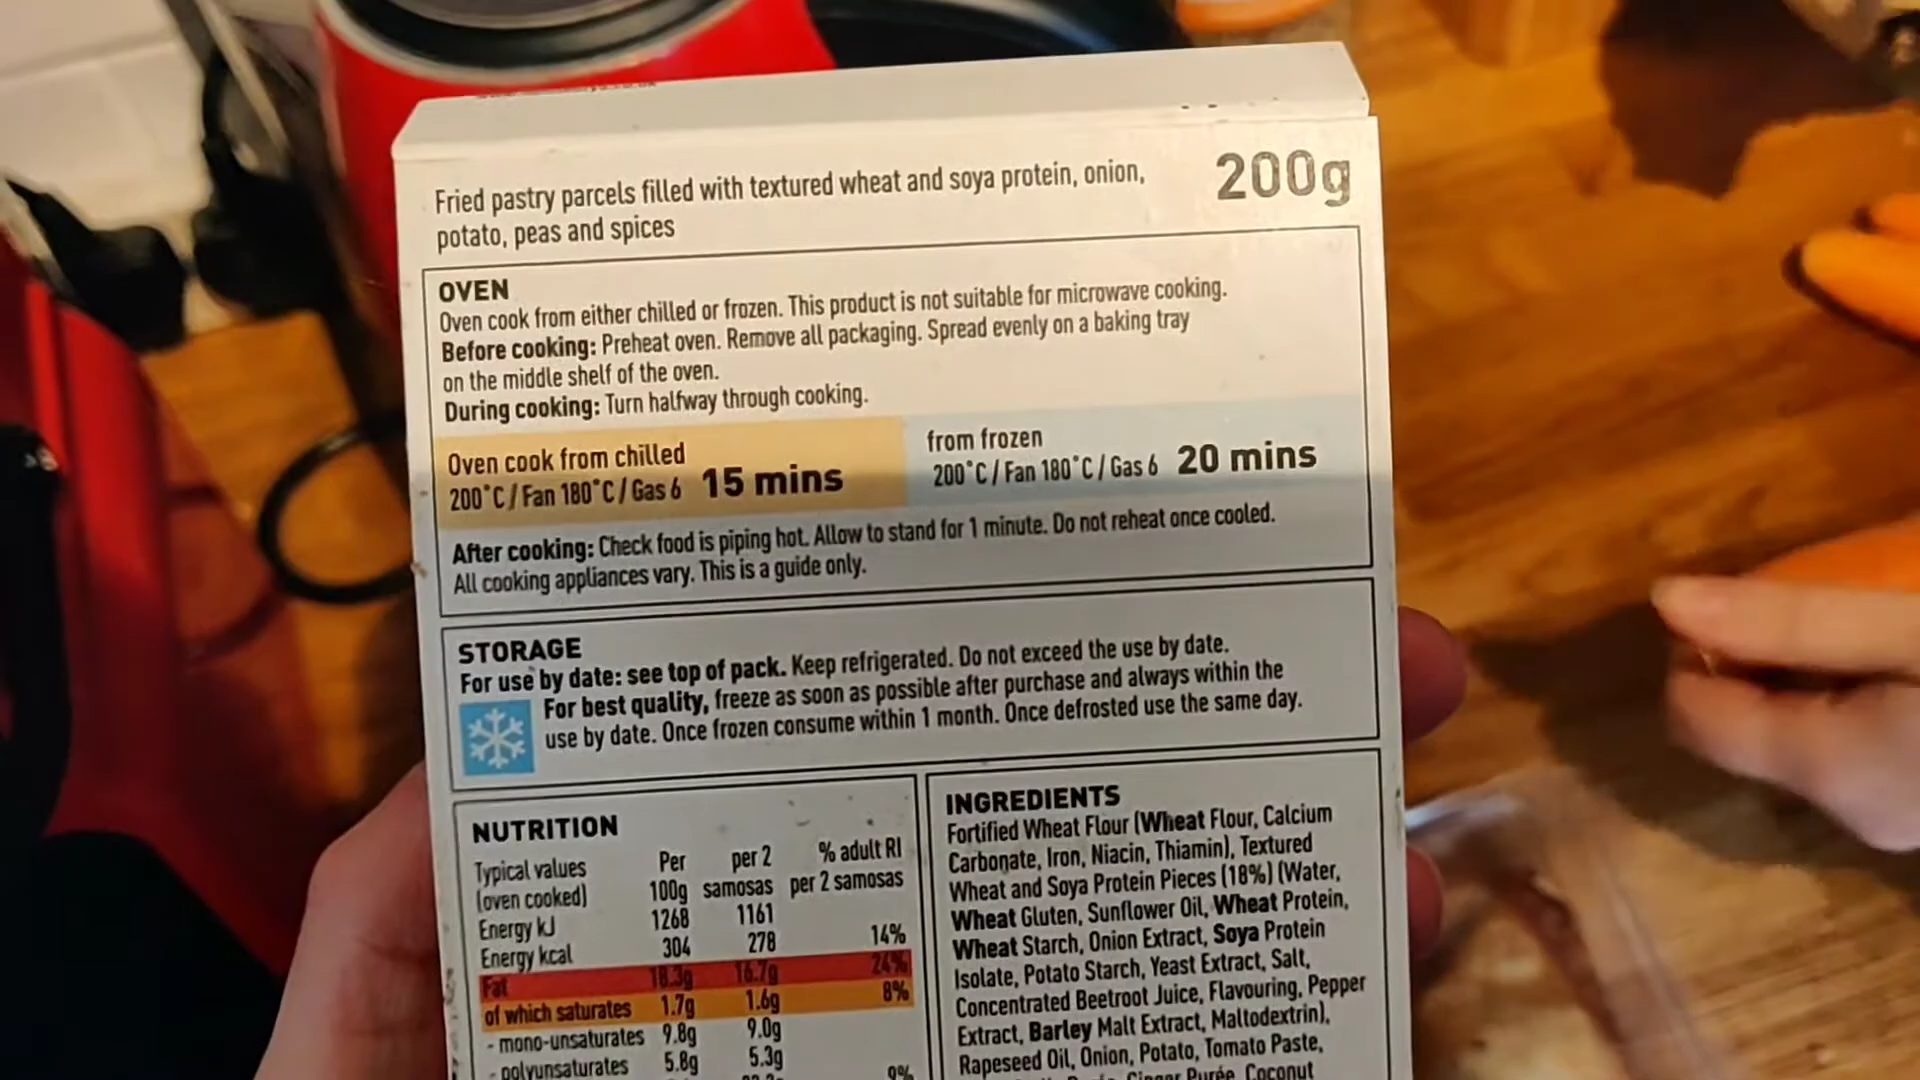 Fried pastry parcels filled with textured wheat and soya protein, onion,
potato, peas and spices
200g
OVEN
Oven cook from either chilled or frozen. This product is not suitable for microwave cooking.
Before cooking: Preheat oven. Remove all packaging. Spread evenly on a baking tray
on the middle shelf of the oven.
During cooking: Turn halfway through cooking.
Oven cook from chilled
200°C / Fan 180°C / Gas 6 15 mins
from frozen
200°C / Fan 180°C / Gas 6 20 mins
After cooking: Check food is piping hot. Allow to stand for 1 minute. Do not reheat once cooled.
All cooking appliances vary. This is a guide only.
STORAGE
For use by date: see top of pack. Keep refrigerated. Do not exceed the use by date.
For best quality, freeze as soon as possible after purchase and always within the
use by date. Once frozen consume within 1 month. Once defrosted use the same day.
NUTRITION
Typical values Per per 2 % adult RI
(oven cooked) 100g samosas per 2 samosas
Energy kJ 1268 1161
Energy kcal 304 278 14%
Fat 18.3g 16.7g 24%
of which saturates 1.7g 1.6g 8%
- mono-unsaturates 9.8g 9.0g
- polyunsaturates 5.8g 5.3g
9%
INGREDIENTS
Fortified Wheat Flour (Wheat Flour, Calcium
Carbonate, Iron, Niacin, Thiamin), Textured
Wheat and Soya Protein Pieces (18%) (Water,
Wheat Gluten, Sunflower Oil, Wheat Protein,
Wheat Starch, Onion Extract, Soya Protein
Isolate, Potato Starch, Yeast Extract, Salt,
Concentrated Beetroot Juice, Flavouring, Pepper
Extract, Barley Malt Extract, Maltodextrin),
Rapeseed Oil, Onion, Potato, Tomato Paste,
Ginger Purée, Coconut